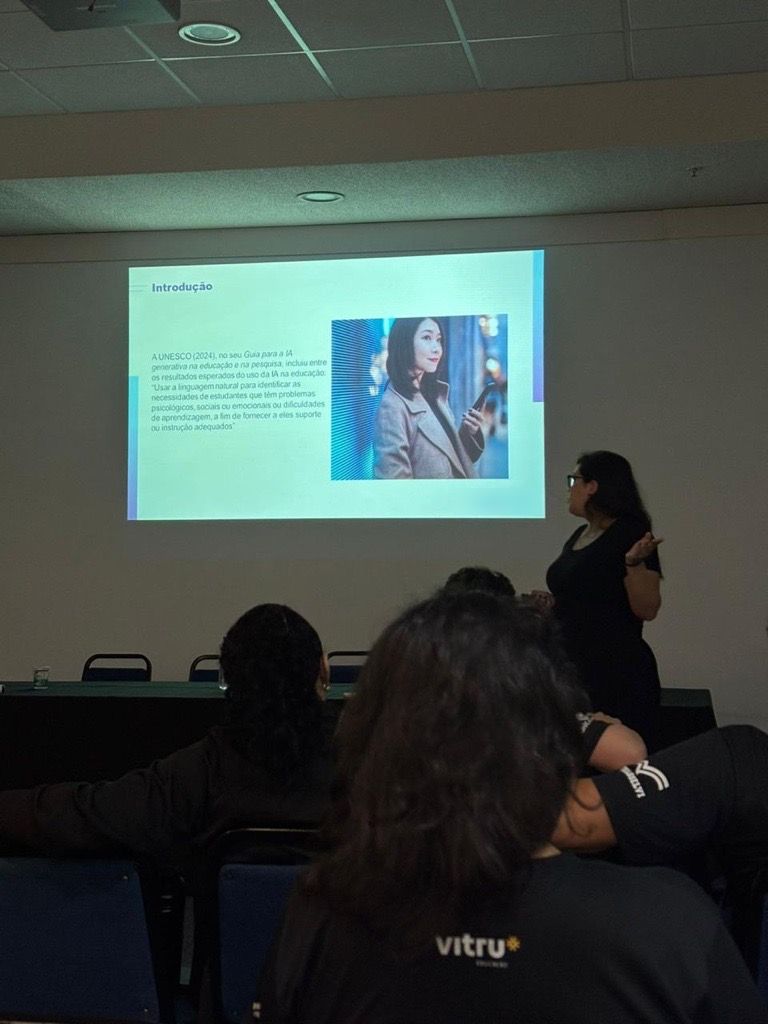 Introdução
A UNESCO (2024), no seu Guia para a IA
generativa na educação e na pesquisa, incluiu entre
os resultados esperados do uso da IA na educação:
"Usar a linguagem natural para identificar as
necessidades de estudantes que têm problemas
psicológicos, sociais ou emocionais ou dificuldades
de aprendizagem, a fim de fornecer a eles suporte
ou instrução adequados"
vitru*
EDUCAÇÃO